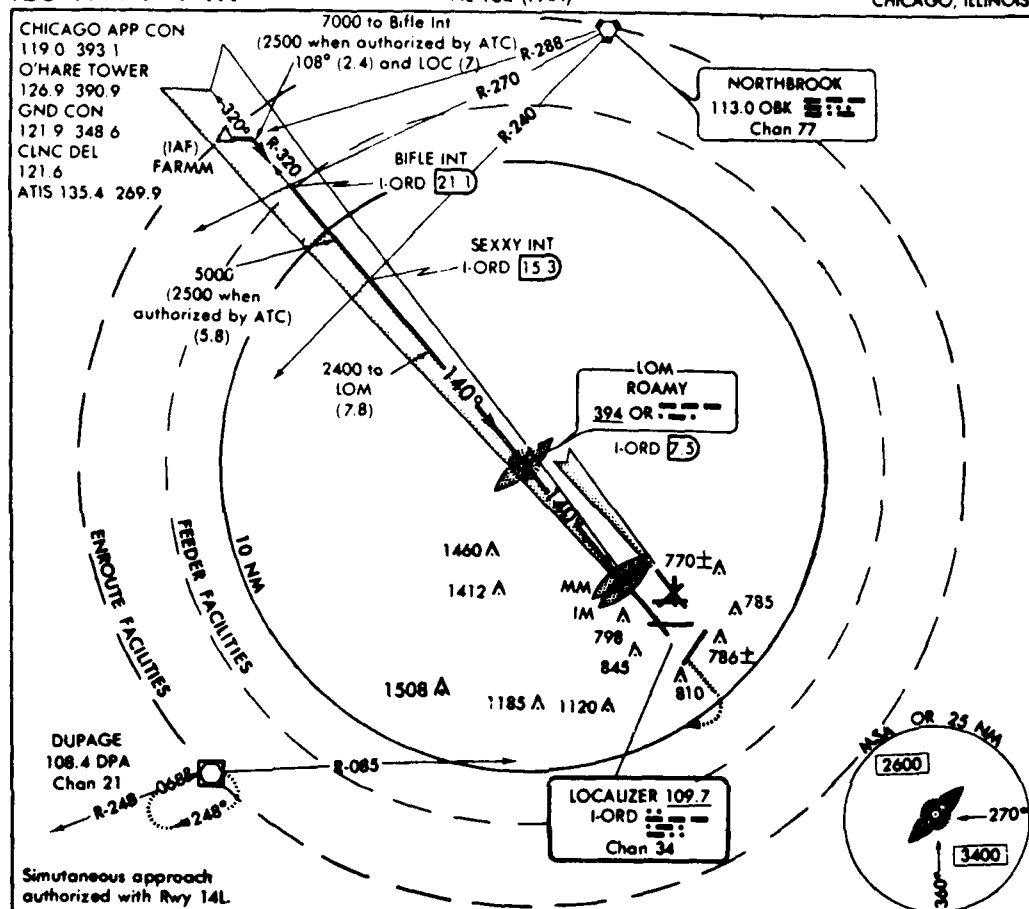 CHICAGO, ILLINOIS
CHICAGO APP CON
119.0 393 1
O'HARE TOWER
126.9 390.9
GND CON
121 9 348 6
CLNC DEL
121.6
ATIS 135.4 269.9
7000 to Bifle Int
(2500 when authorized by ATC)
108° (2.4) and LOC (7)
R-288
R-270
R-240
NORTHBROOK
113.0 OBK
Chan 77
320°
R-320
(IAF)
FARMM
BIFLE INT
I-ORD 21 1
SEXXY INT
I-ORD 15 3
5000
(2500 when
authorized by ATC)
(5.8)
2400 to
LOM
(7.8)
140°
LOM
ROAMY
394 OR
I-ORD 7.5
140°
ENROUTE FACILITIES
FEEDER FACILITIES
10 NM
1460
1412
MM
IM
770±
785
798
845
786±
810
1508
1185
1120
DUPAGE
108.4 DPA
Chan 21
R-085
R-248
068°
248°
LOCALIZER 109.7
I-ORD
Chan 34
MSA OR 25 NM
2600
270°
3400
360°
Simutaneous approach
authorized with Rwy 14L.